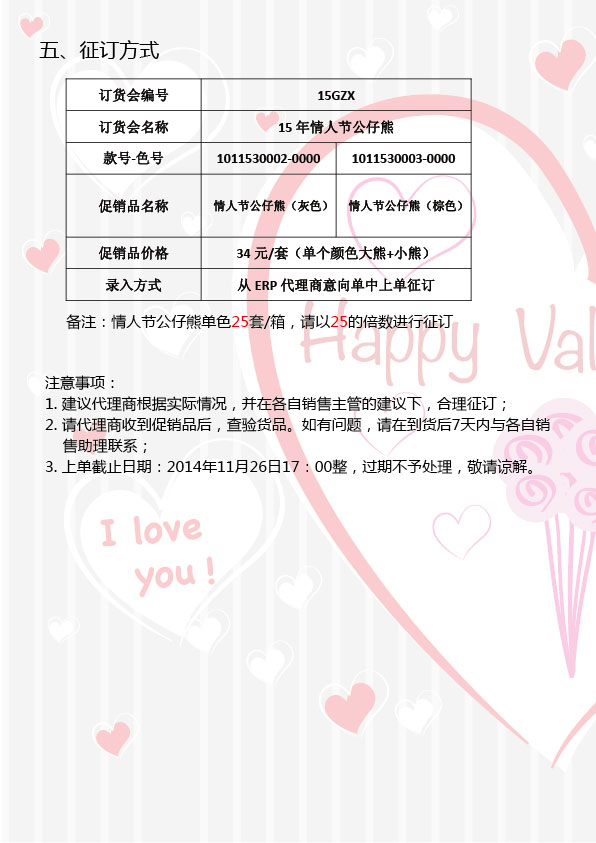 五、征订方式
订货会编号 15GZX
订货会名称 15年情人节公仔熊
款号-色号 1011530002-0000 1011530003-0000
促销品名称 情人节公仔熊（灰色） 情人节公仔熊（棕色）
促销品价格 34元/套（单个颜色大熊+小熊）
录入方式 从ERP代理商意向单中上单征订
备注：情人节公仔熊单色25套/箱，请以25的倍数进行征订
Happy Val
注意事项：
1. 建议代理商根据实际情况，并在各自销售主管的建议下，合理征订；
2. 请代理商收到促销品后，查验货品。如有问题，请在到货后7天内与各自销
售助理联系；
3. 上单截止日期：2014年11月26日17：00整，过期不予处理，敬请谅解。
I love
you !